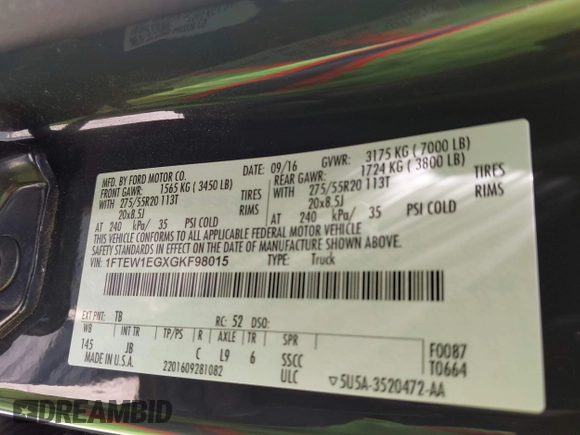 MFD. BY FORD MOTOR CO.
DATE: 09/16 GVWR: 3175 KG ( 7000 LB)
FRONT GAWR: 1565 KG ( 3450 LB) REAR GAWR: 1724 KG ( 3800 LB)
WITH 275/55R20 113T TIRES WITH 275/55R20 113T TIRES
20x8.5J RIMS 20x8.5J RIMS
AT 240 kPa/ 35 PSI COLD AT 240 kPa/ 35 PSI COLD
THIS VEHICLE CONFORMS TO ALL APPLICABLE FEDERAL MOTOR VEHICLE
SAFETY STANDARDS IN EFFECT ON THE DATE OF MANUFACTURE SHOWN ABOVE.
VIN: 1FTEW1EGXGKF98015 TYPE: Truck
EXT PNT: TB RC: 52 DSO:
WB INT TR TP/PS R AXLE TR SPR
145 JB C L9 6 SSCC F0087
MADE IN U.S.A. 2201609281082 ULC T0664
▽5U5A-3520472-AA
DREAMBID